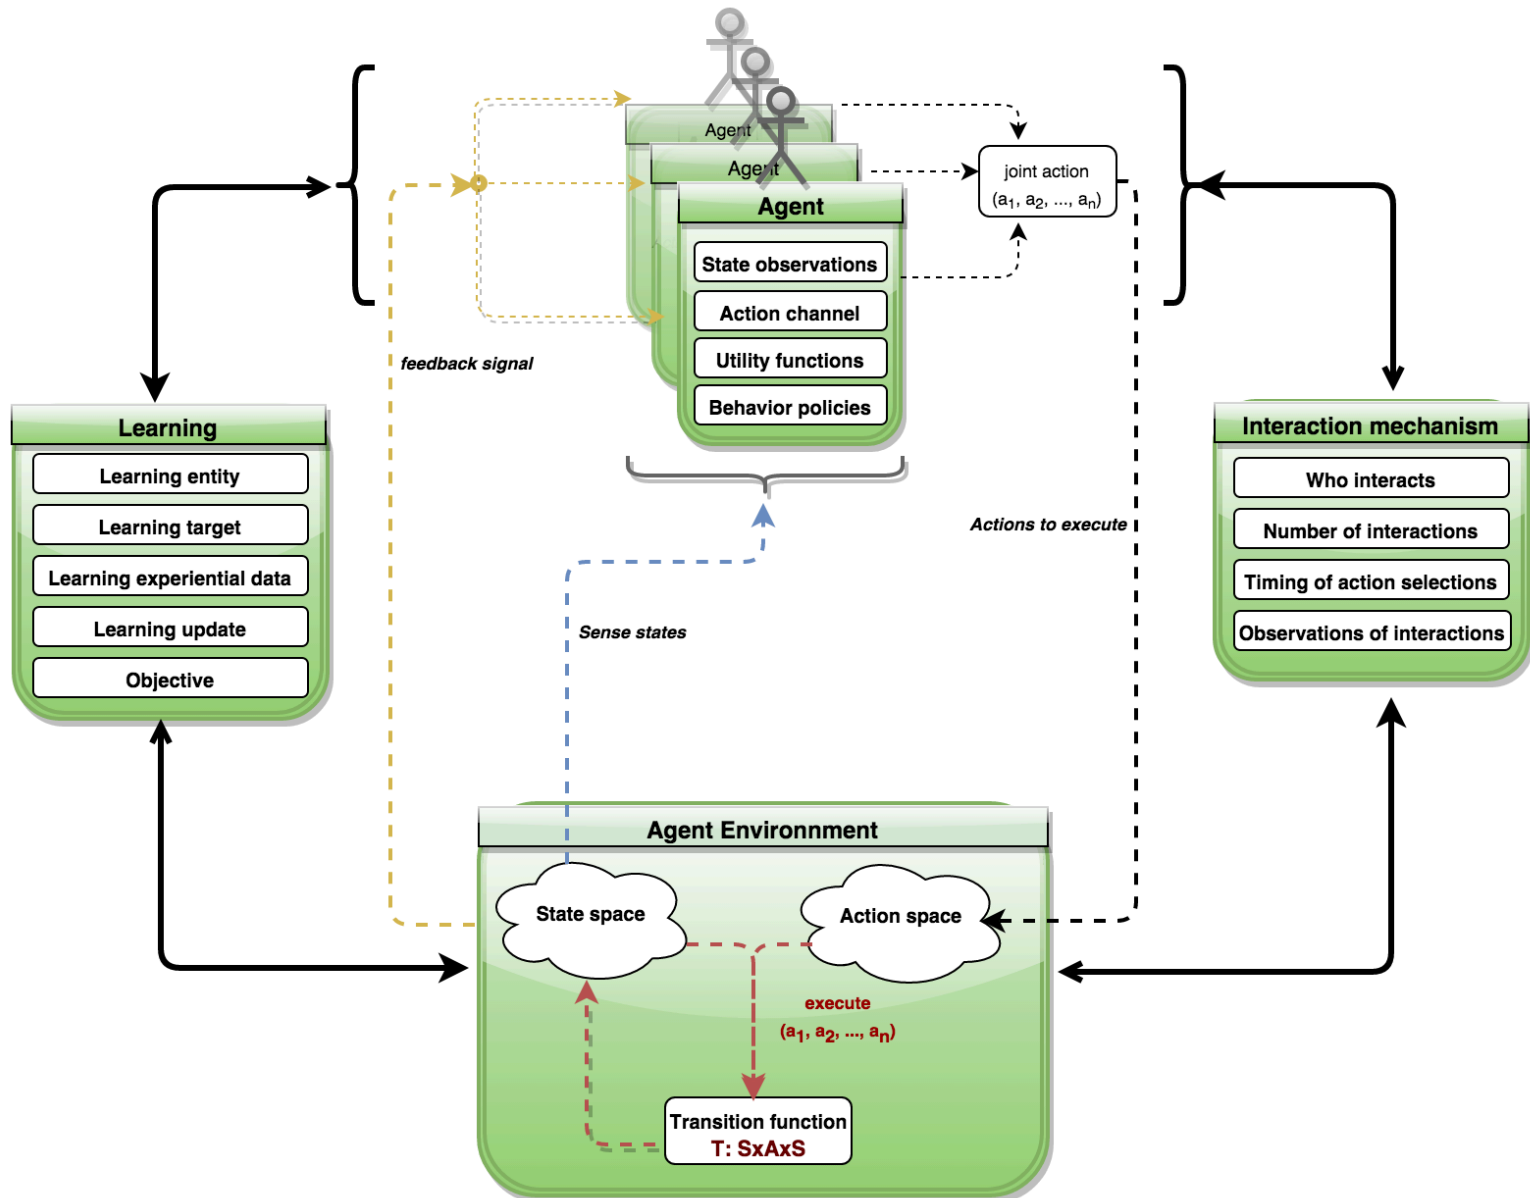 Agent
Agent
Agent
State observations
Action channel
Utility functions
Behavior policies
joint action
(a1, a2, ..., an)
feedback signal
Learning
Learning entity
Learning target
Learning experiential data
Learning update
Objective
Interaction mechanism
Who interacts
Number of interactions
Timing of action selections
Observations of interactions
Actions to execute
Sense states
Agent Environnment
State space
Action space
execute
(a1, a2, ..., an)
Transition function
T: SxAxS